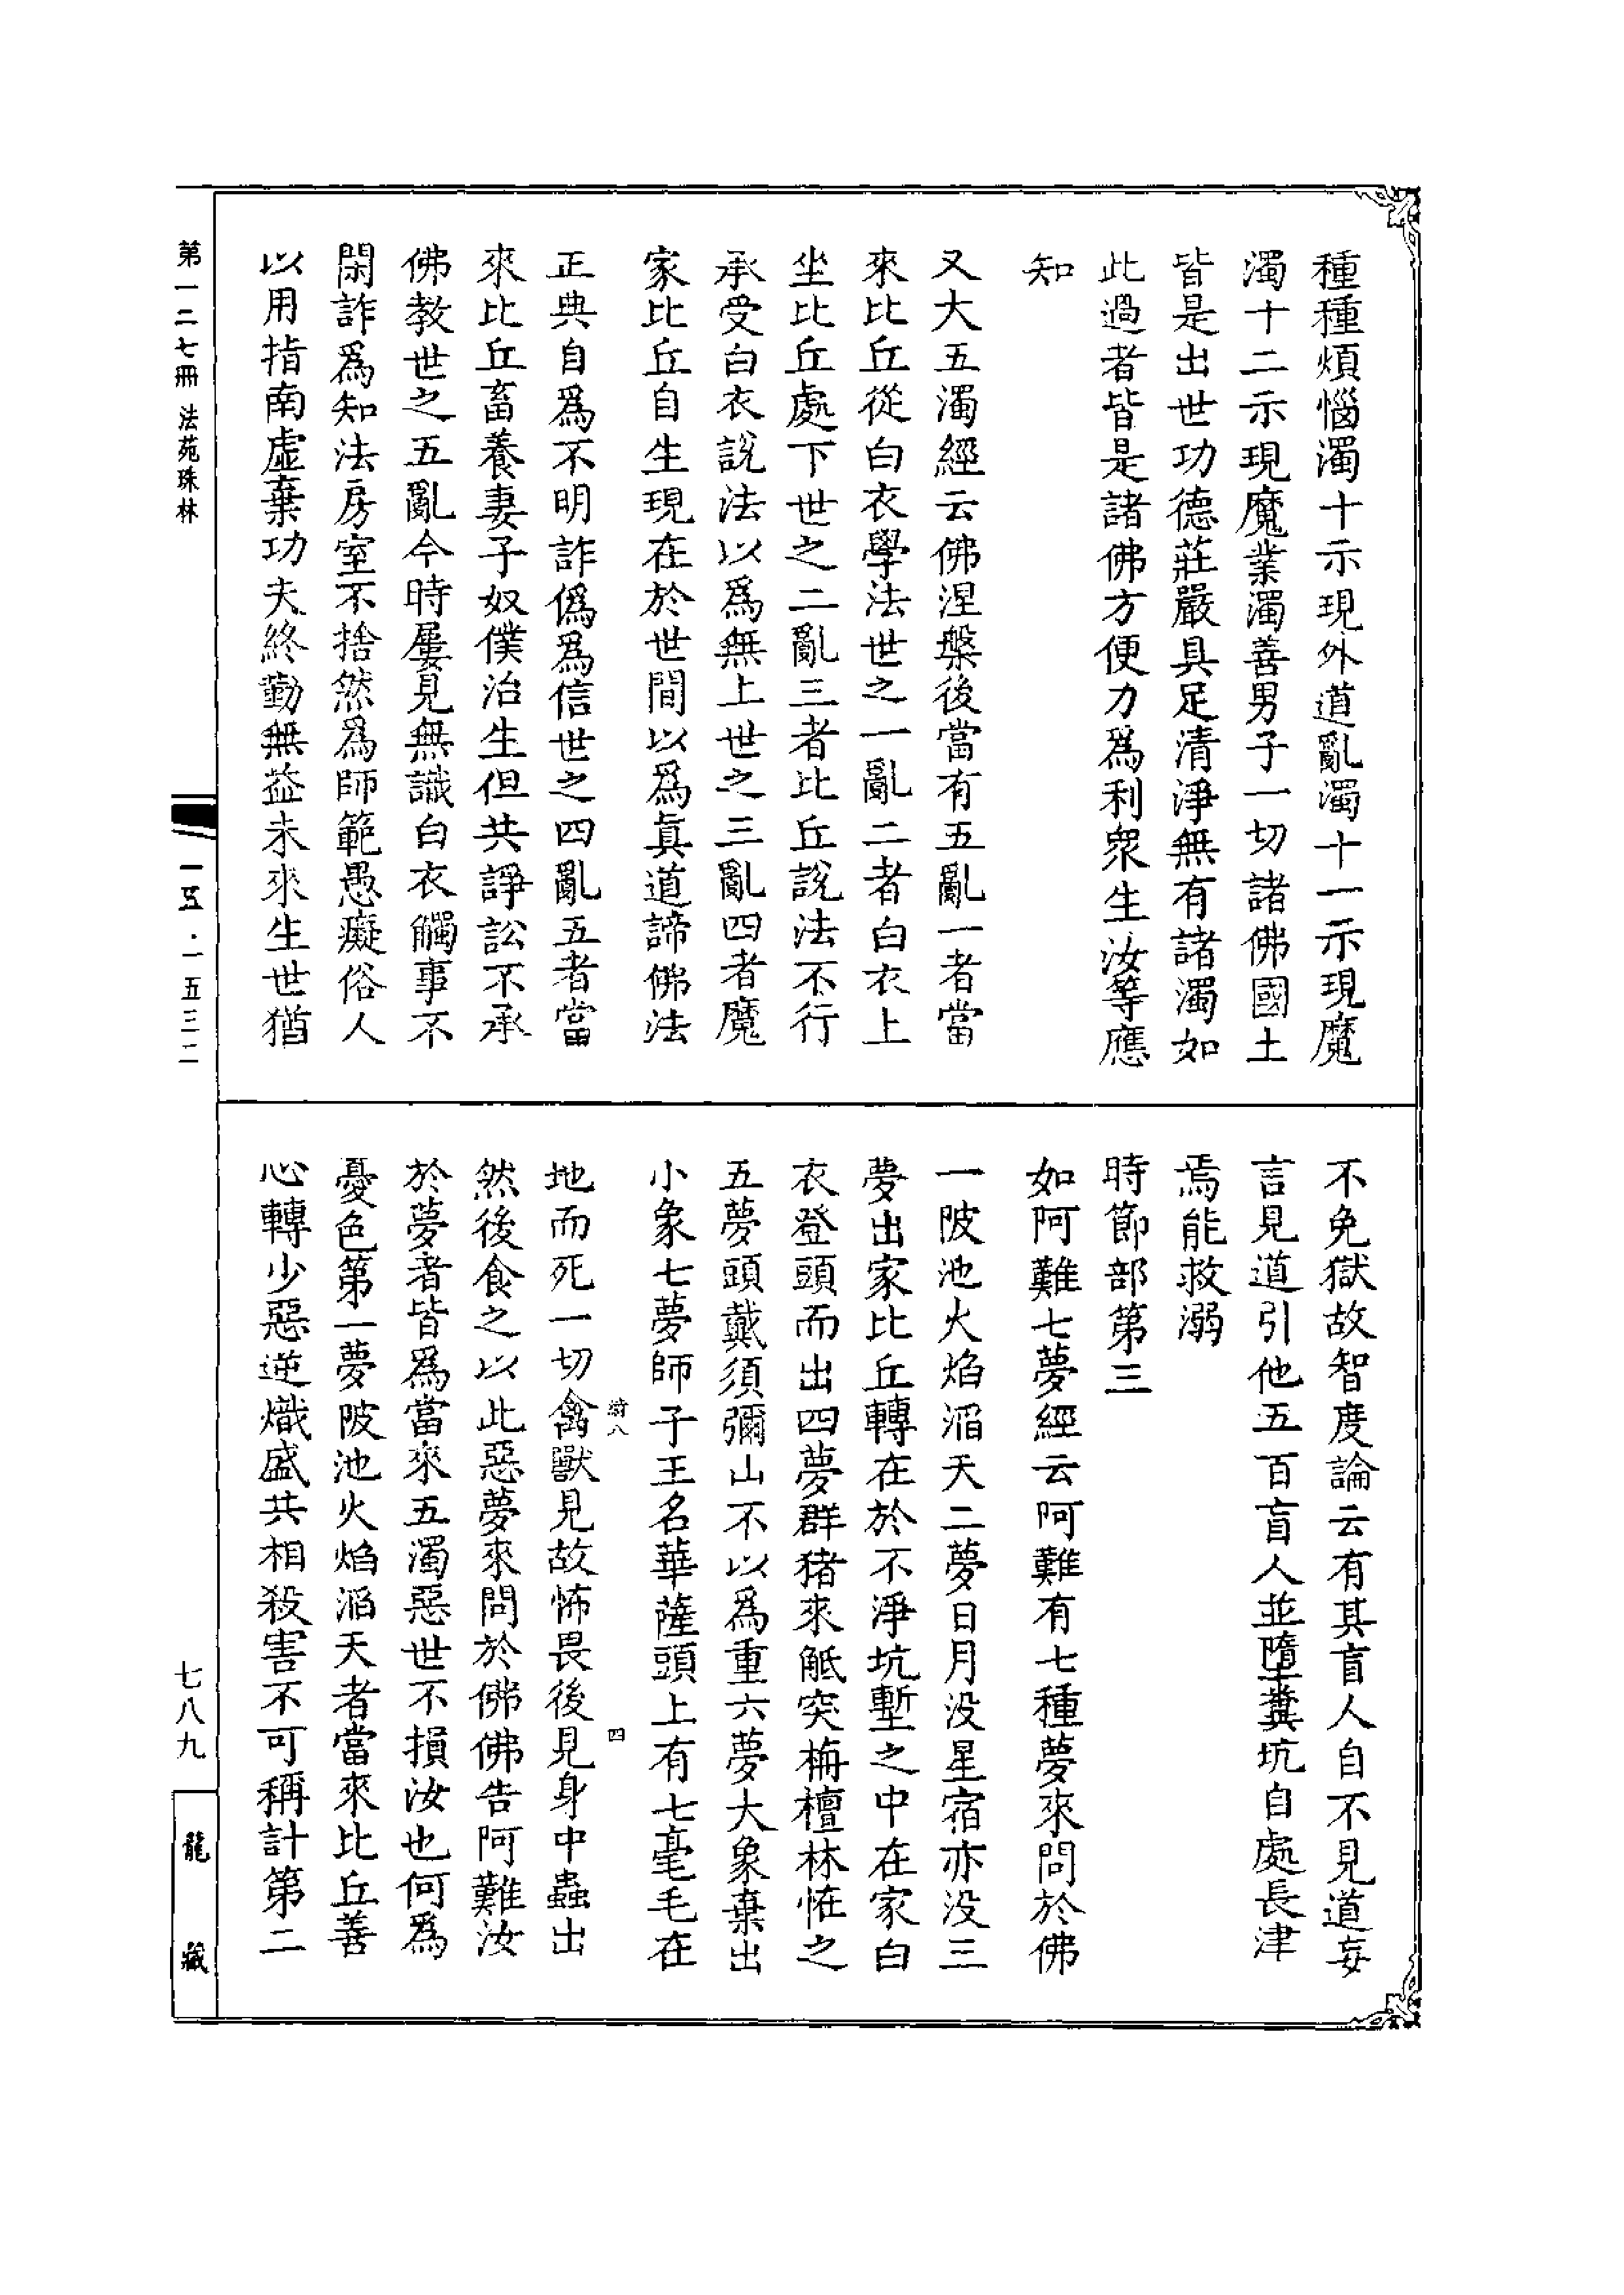 種種煩惱濁十示現外道亂濁十一示現魔
濁十二示現魔業濁善男子一切諸佛國土
皆是出世功德莊嚴具足清淨無有諸濁如
此過者皆是諸佛方便力爲利衆生汝等應
知
又大五濁經云佛涅槃後當有五亂一者當
來比丘從白衣學法世之一亂二者白衣上
坐比丘處下世之二亂三者比丘說法不行
承受白衣說法以爲無上世之三亂四者魔
家比丘自生現在於世間以爲眞道諦佛法
正典自爲不明詐僞爲信世之四亂五者當
來比丘畜養妻子奴僕治生但共諍訟不承
佛教世之五亂今時屢見無識白衣觸事不
閑詐爲知法房室不捨然爲師範愚癡俗人
以用指南虛棄功夫終勤無益未來生世猶
不免獄故智度論云有其盲人自不見道妄
言見道引他五百盲人並墮糞坑自處長津
焉能救溺
時節部第三
如阿難七夢經云阿難有七種夢來問於佛
一陂池火焰滔天二夢日月没星宿亦没三
夢出家比丘轉在於不淨坑塹之中在家白
衣登頭而出四夢群猪來觝突栴檀林恠之
五夢頭戴須彌山不以爲重六夢大象棄出
小象七夢師子王名華薩頭上有七毫毛在
地而死一切禽獸見故怖畏後見身中蟲出
然後食之以此惡夢來問於佛佛告阿難汝
於夢者皆爲當來五濁惡世不損汝也何爲
憂色第一夢陂池火焰滔天者當來比丘善
心轉少惡逆熾盛共相殺害不可稱計第二
四
第一二七冊 法苑珠林
一五·一五三二
七八九
龍藏